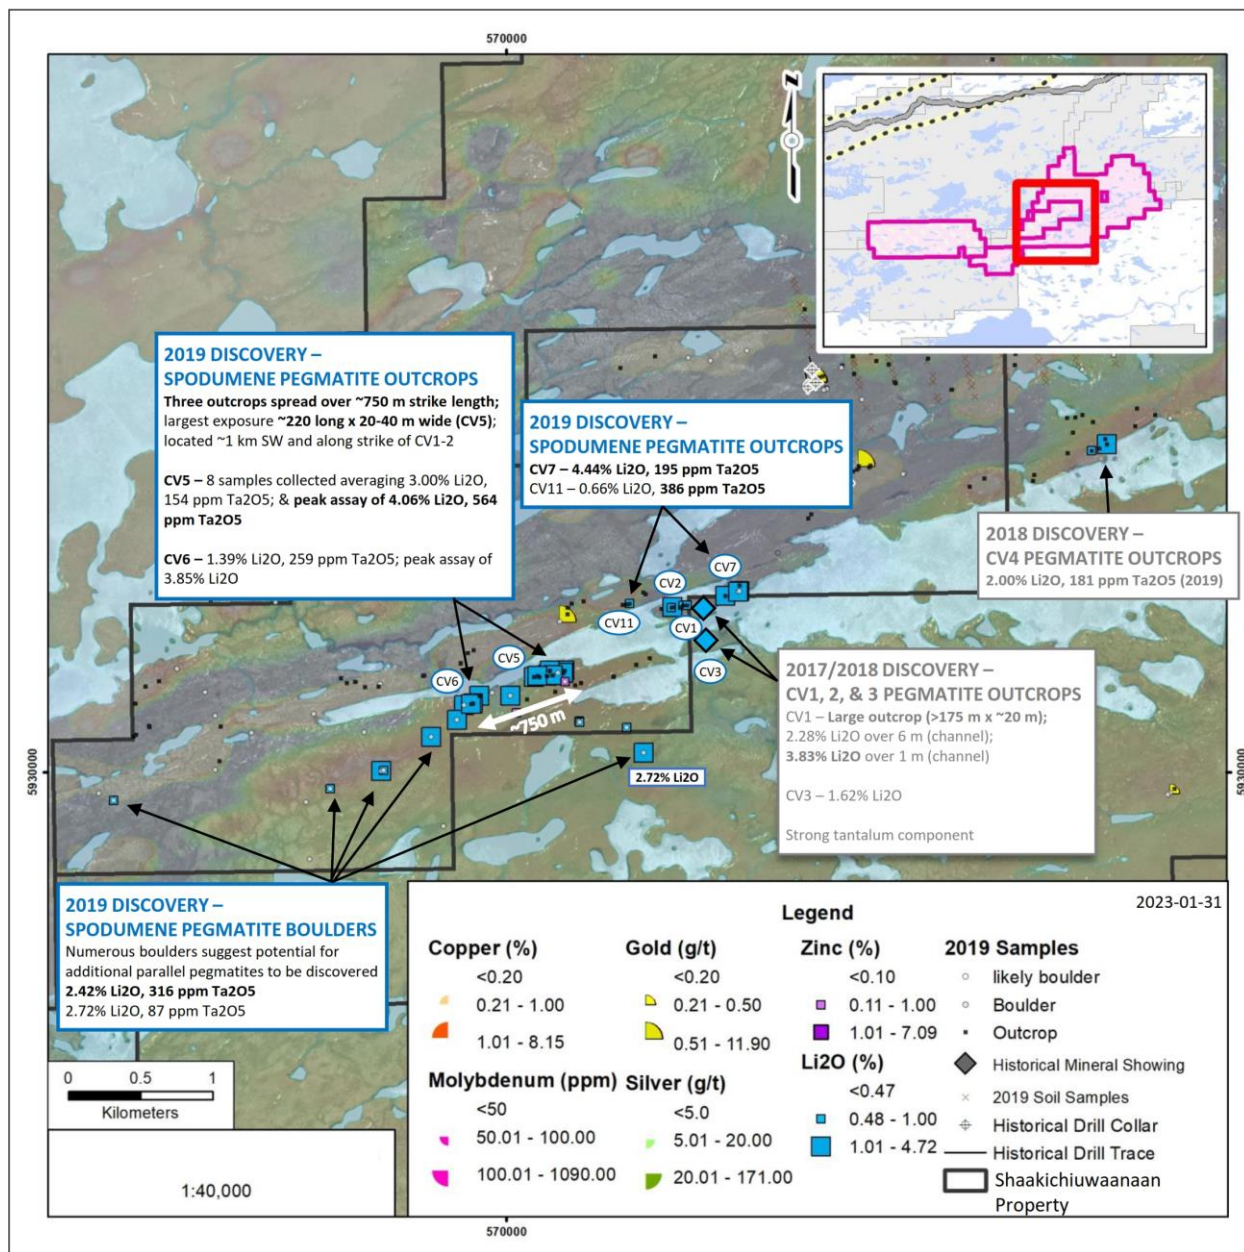 570000
N
2019 DISCOVERY –
SPODUMENE PEGMATITE OUTCROPS
Three outcrops spread over ~750 m strike length;
largest exposure ~220 long x 20-40 m wide (CV5);
located ~1 km SW and along strike of CV1-2
CV5 – 8 samples collected averaging 3.00% Li2O,
154 ppm Ta2O5; & peak assay of 4.06% Li2O, 564
ppm Ta2O5
CV6 – 1.39% Li2O, 259 ppm Ta2O5; peak assay of
3.85% Li2O
2019 DISCOVERY –
SPODUMENE PEGMATITE OUTCROPS
CV7 – 4.44% Li2O, 195 ppm Ta2O5
CV11 – 0.66% Li2O, 386 ppm Ta2O5
2018 DISCOVERY –
CV4 PEGMATITE OUTCROPS
2.00% Li2O, 181 ppm Ta2O5 (2019)
CV7
CV2
CV11
CV1
CV3
CV5
CV6
~750 m
2.72% Li2O
2017/2018 DISCOVERY –
CV1, 2, & 3 PEGMATITE OUTCROPS
CV1 – Large outcrop (>175 m x ~20 m);
2.28% Li2O over 6 m (channel);
3.83% Li2O over 1 m (channel)
CV3 – 1.62% Li2O
Strong tantalum component
5930000
5930000
2019 DISCOVERY –
SPODUMENE PEGMATITE BOULDERS
Numerous boulders suggest potential for
additional parallel pegmatites to be discovered
2.42% Li2O, 316 ppm Ta2O5
2.72% Li2O, 87 ppm Ta2O5
0 0.5 1
Kilometers
1:40,000
2023-01-31
Legend
Copper (%)
<0.20
0.21 - 1.00
1.01 - 8.15
Molybdenum (ppm)
<50
50.01 - 100.00
100.01 - 1090.00
Gold (g/t)
<0.20
0.21 - 0.50
0.51 - 11.90
Silver (g/t)
<5.0
5.01 - 20.00
20.01 - 171.00
Zinc (%)
<0.10
0.11 - 1.00
1.01 - 7.09
Li2O (%)
<0.47
0.48 - 1.00
1.01 - 4.72
2019 Samples
likely boulder
Boulder
Outcrop
Historical Mineral Showing
2019 Soil Samples
Historical Drill Collar
Historical Drill Trace
Shaakichiuwaanaan
Property
570000